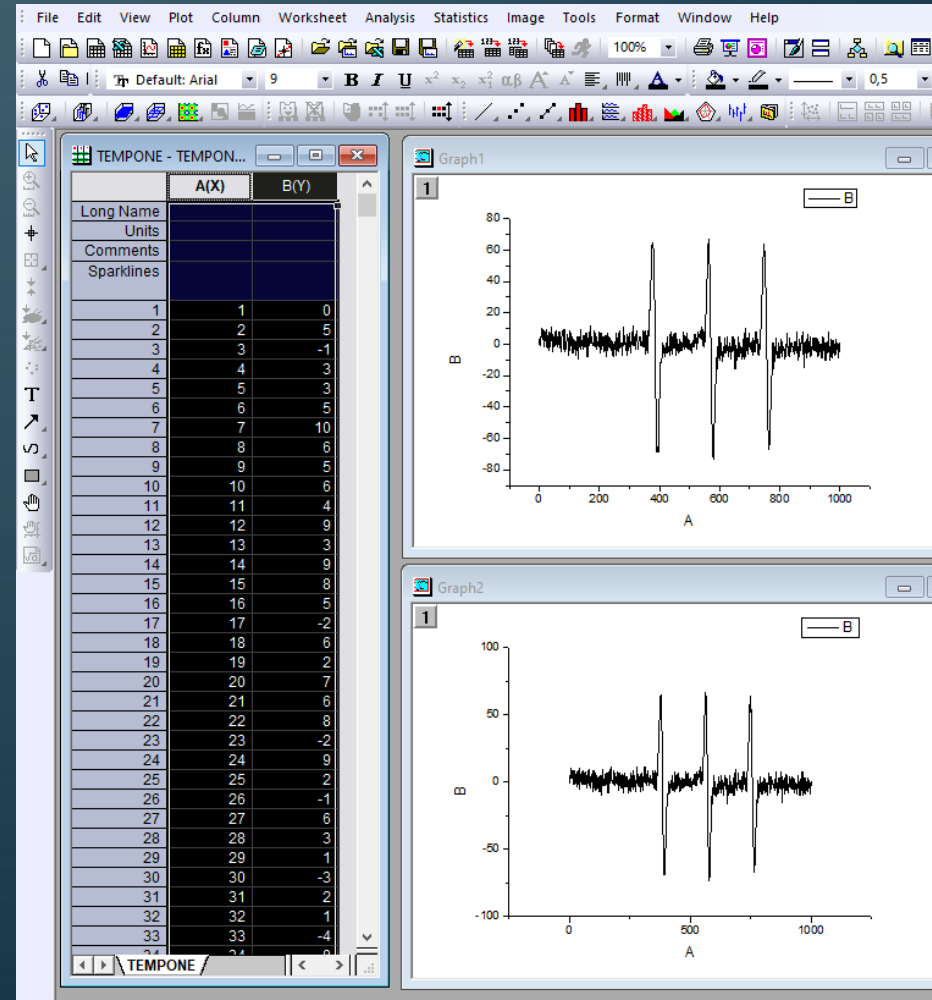 File Edit View Plot Column Worksheet Analysis Statistics Image Tools Format Window Help
100%
Default: Arial 9 B I U αβ A 0,5
TEMPONE - TEMPON...
A(X) B(Y)
Long Name
Units
Comments
Sparklines
1 1 0
2 2 5
3 3 -1
4 4 3
5 5 3
6 6 5
7 7 10
8 8 6
9 9 5
10 10 6
11 11 4
12 12 9
13 13 3
14 14 9
15 15 8
16 16 5
17 17 -2
18 18 6
19 19 2
20 20 7
21 21 6
22 22 8
23 23 -2
24 24 9
25 25 2
26 26 -1
27 27 6
28 28 3
29 29 1
30 30 -3
31 31 2
32 32 1
33 33 -4
TEMPONE
T
Graph1
1
B
80
60
40
20
0
-20
-40
-60
-80
B
0 200 400 600 800 1000
A
Graph2
1
B
100
50
0
-50
-100
B
0 500 1000
A